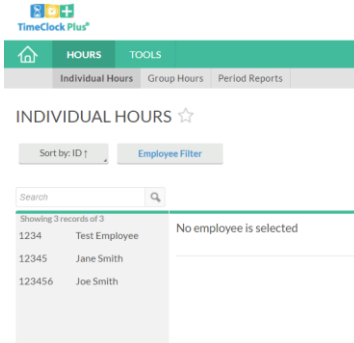 TimeClock Plus®
HOURS TOOLS
Individual Hours Group Hours Period Reports
INDIVIDUAL HOURS
Sort by: ID ↑ Employee Filter
Search
Showing 3 records of 3
No employee is selected
1234 Test Employee
12345 Jane Smith
123456 Joe Smith